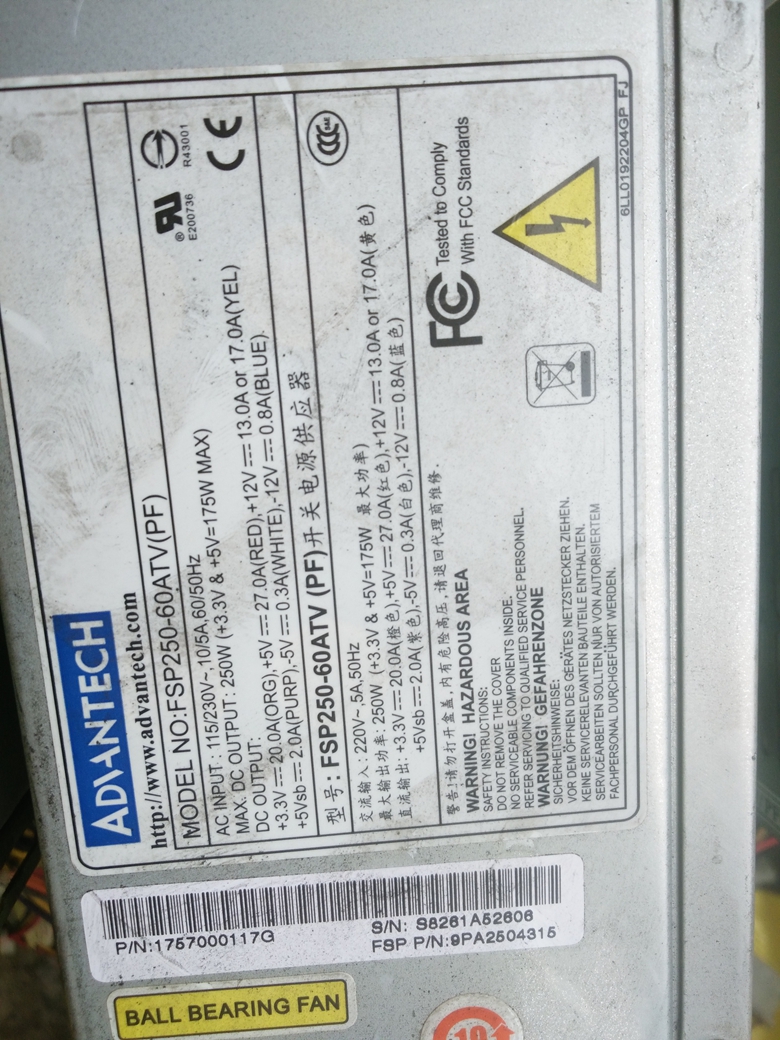 ADVANTECH
http://www.advantech.com
MODEL NO:FSP250-60ATV(PF)
AC INPUT : 115/230V~,10/5A,60/50Hz
MAX. DC OUTPUT : 250W (+3.3V & +5V=175W MAX)
DC OUTPUT:
+3.3V⎓20.0A(ORG),+5V⎓27.0A(RED),+12V⎓13.0A or 17.0A(YEL)
+5Vsb⎓2.0A(PURP),-5V⎓0.3A(WHITE),-12V⎓0.8A(BLUE)
®
E200736
R43001
型号: FSP250-60ATV (PF)开关电源供应器
交流输入: 220V~,5A,50Hz
最大输出功率: 250W (+3.3V & +5V=175W 最大功率)
直流输出: +3.3V⎓20.0A(橙色),+5V⎓27.0A(红色),+12V⎓13.0A or 17.0A(黄色)
+5Vsb⎓2.0A(紫色),-5V⎓0.3A(白色),-12V⎓0.8A(蓝色)
警告!请勿打开盒盖,内有危险高压,请退回代理商维修.
WARNING! HAZARDOUS AREA
SAFETY INSTRUCTIONS:
DO NOT REMOVE THE COVER
NO SERVICEABLE COMPONENTS INSIDE.
REFER SERVICING TO QUALIFIED SERVICE PERSONNEL.
WARNUNG! GEFAHRENZONE
SICHERHEITSHINWEISE:
VOR DEM ÖFFNEN DES GERÄTES NETZSTECKER ZIEHEN.
KEINE SERVICERELEVANTEN BAUTEILE ENTHALTEN.
SERVICEARBEITEN SOLLTEN NUR VON AUTORISIERTEM
FACHPERSONAL DURCHGEFÜHRT WERDEN.
FC Tested to Comply
With FCC Standards
6LL0192204GP FJ
P/N:1757000117G
S/N: S8261A52606
FSP P/N:9PA2504315
BALL BEARING FAN
10